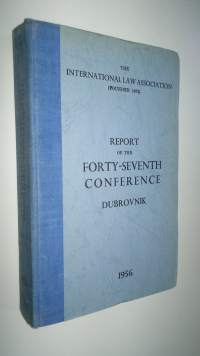 THE
INTERNATIONAL LAW ASSOCIATION
(FOUNDED 1873)
REPORT
OF THE
FORTY-SEVENTH
CONFERENCE
DUBROVNIK
1956